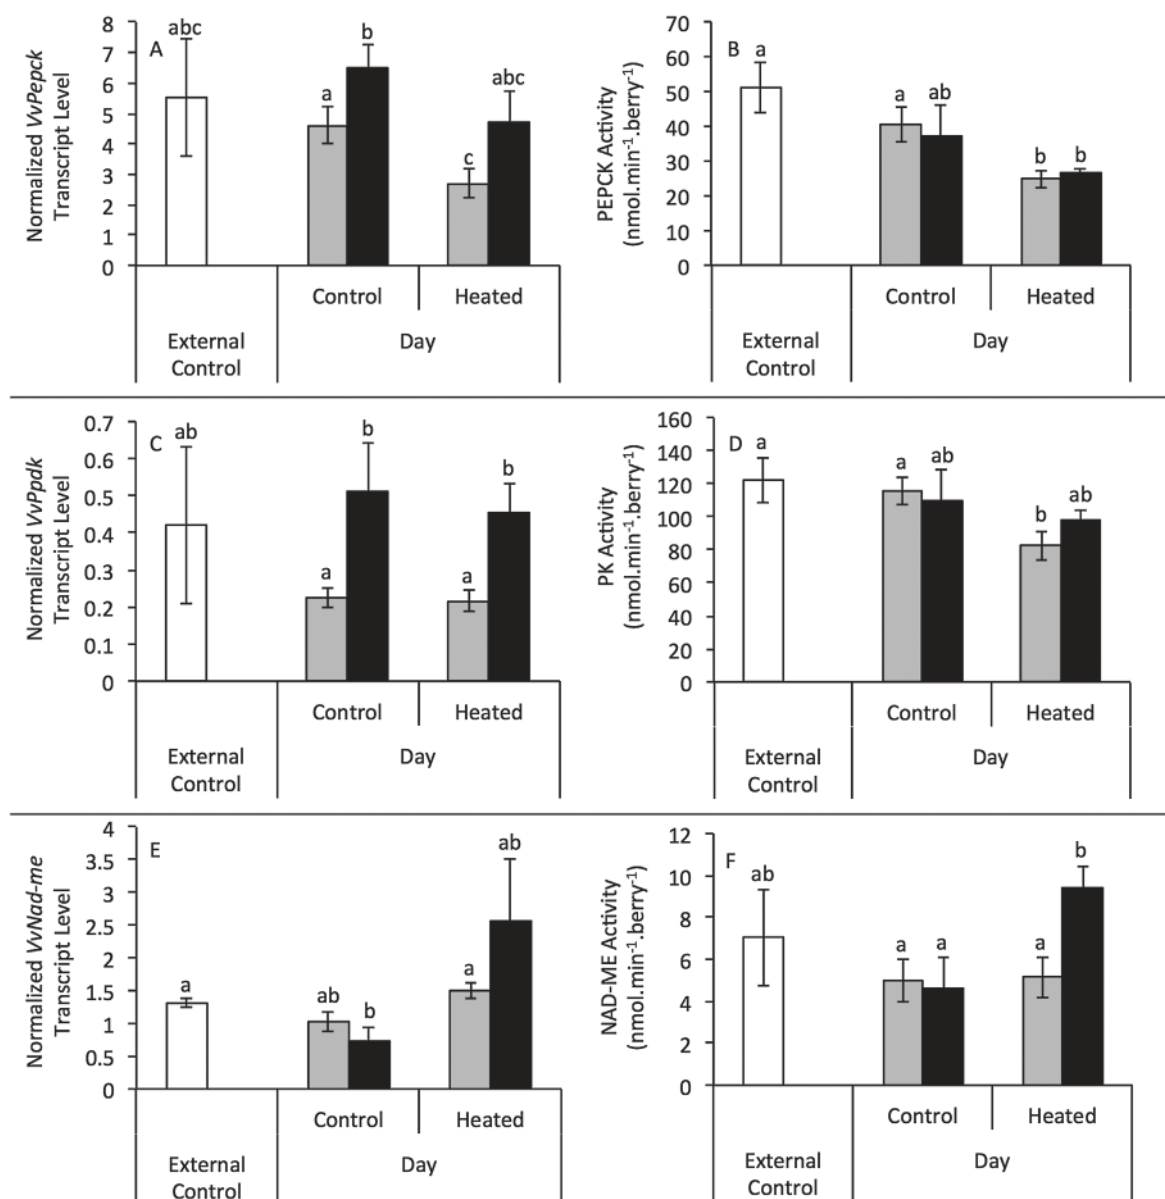 Normalized VvPepck
Transcript Level
8
7
6
5
4
3
2
1
0
A
abc
a
b
c
abc
Control
Heated
External
Control
Day
PEPCK Activity
(nmol.min-1.berry-1)
70
60
50
40
30
20
10
0
B
a
a
ab
b
b
Control
Heated
External
Control
Day
Normalized VvPpdk
Transcript Level
0.7
0.6
0.5
0.4
0.3
0.2
0.1
0
C
ab
a
b
a
b
Control
Heated
External
Control
Day
PK Activity
(nmol.min-1.berry-1)
160
140
120
100
80
60
40
20
0
D
a
a
ab
b
ab
Control
Heated
External
Control
Day
Normalized VvNad-me
Transcript Level
4
3.5
3
2.5
2
1.5
1
0.5
0
E
a
ab
b
a
ab
Control
Heated
External
Control
Day
NAD-ME Activity
(nmol.min-1.berry-1)
12
10
8
6
4
2
0
F
ab
a
a
a
b
Control
Heated
External
Control
Day